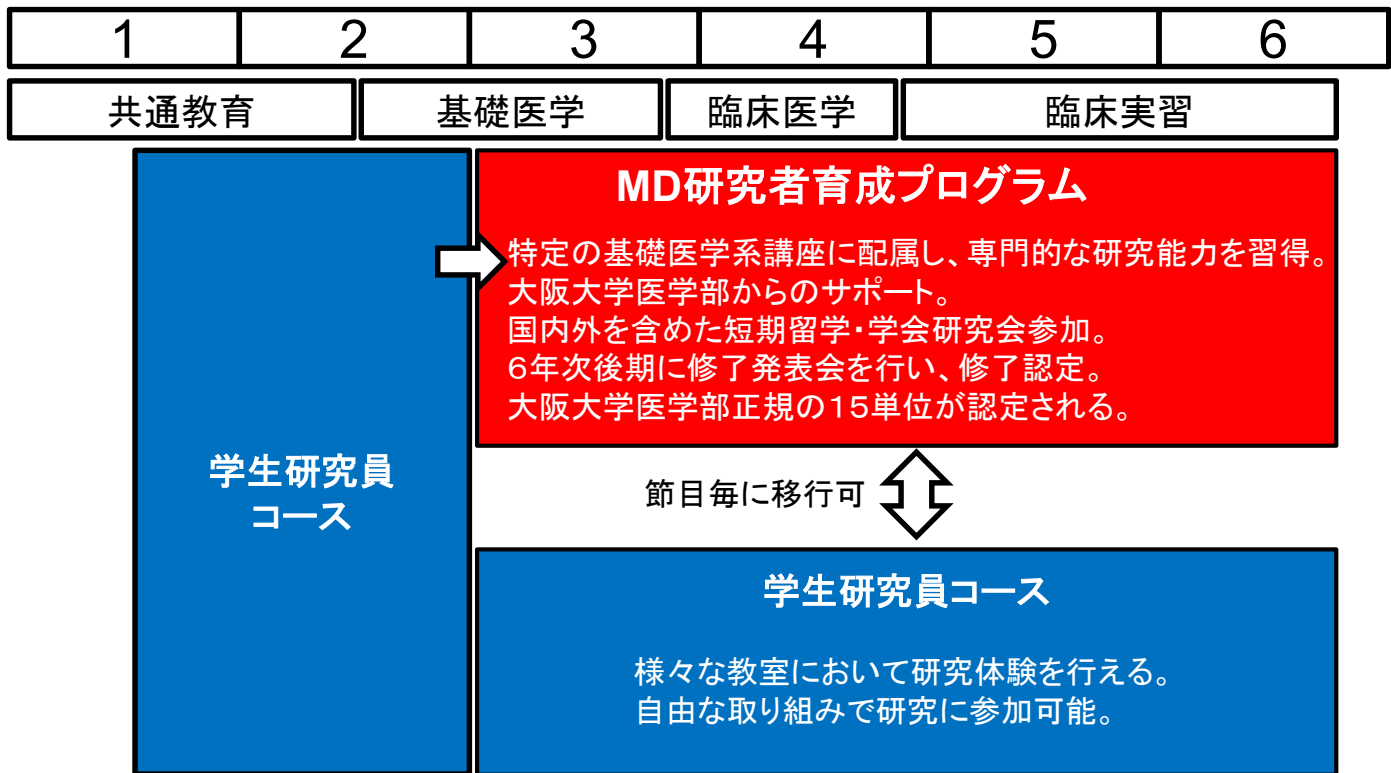 1 2 3 4 5 6
共通教育 基礎医学 臨床医学 臨床実習
MD研究者育成プログラム
特定の基礎医学系講座に配属し、専門的な研究能力を習得。
大阪大学医学部からのサポート。
国内外を含めた短期留学・学会研究会参加。
6年次後期に修了発表会を行い、修了認定。
大阪大学医学部正規の15単位が認定される。
学生研究員
コース
節目毎に移行可
学生研究員コース
様々な教室において研究体験を行える。
自由な取り組みで研究に参加可能。